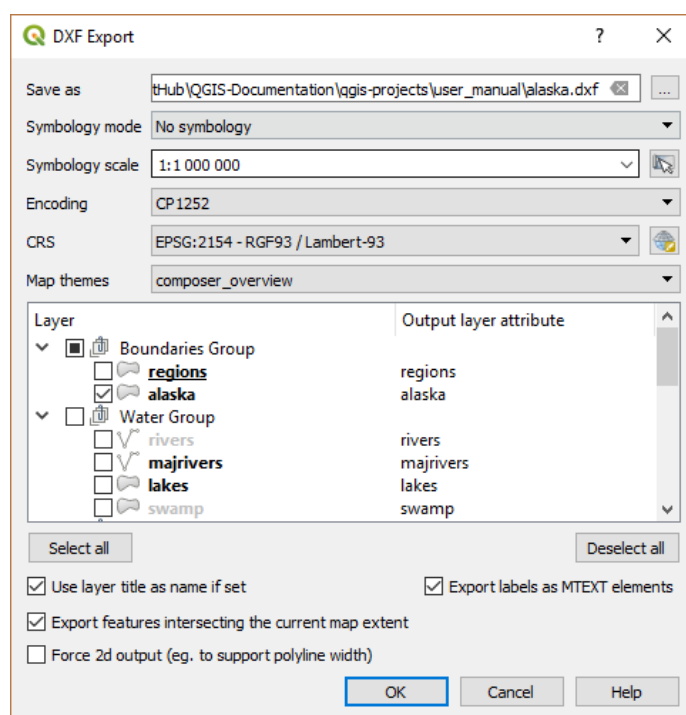 DXF Export ?
Save as tHub\QGIS-Documentation\qgis-projects\user_manual\alaska.dxf ...
Symbology mode No symbology
Symbology scale 1:1 000 000
Encoding CP1252
CRS EPSG:2154 - RGF93 / Lambert-93
Map themes composer_overview
Layer Output layer attribute
Boundaries Group
regions regions
alaska alaska
Water Group
rivers rivers
majrivers majrivers
lakes lakes
swamp swamp
Select all Deselect all
Use layer title as name if set Export labels as MTEXT elements
Export features intersecting the current map extent
Force 2d output (eg. to support polyline width)
OK Cancel Help